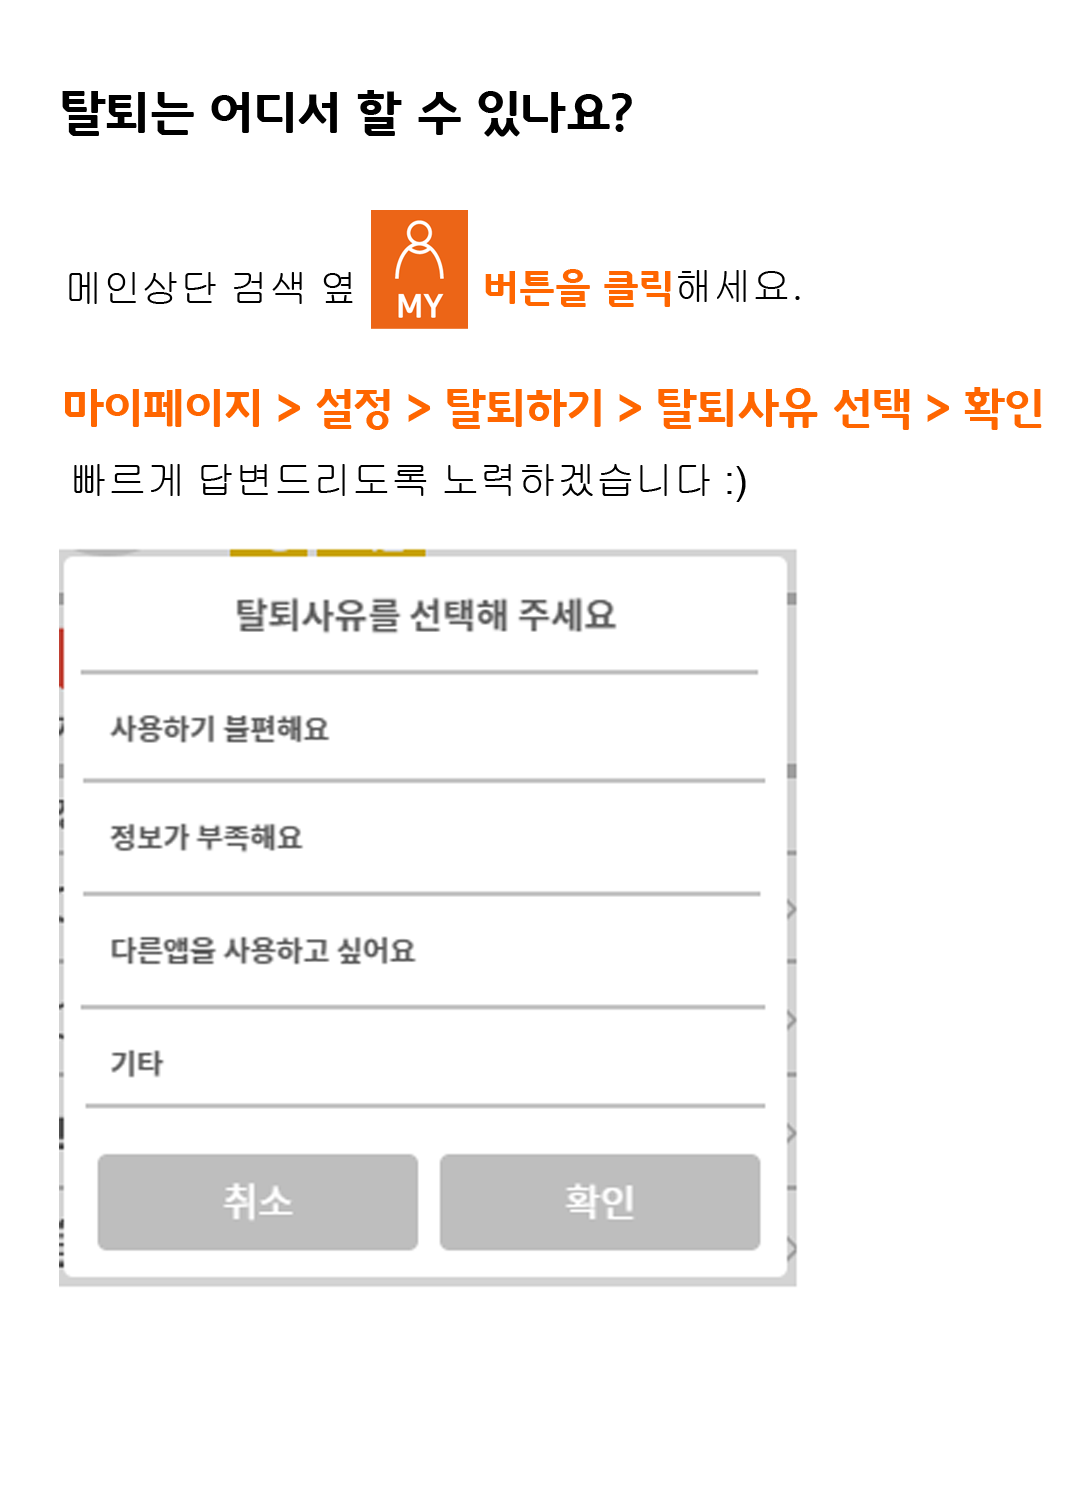 탈퇴는 어디서 할 수 있나요?
메인상단 검색 옆 MY 버튼을 클릭해세요.
마이페이지 > 설정 > 탈퇴하기 > 탈퇴사유 선택 > 확인
빠르게 답변드리도록 노력하겠습니다 :)
탈퇴사유를 선택해 주세요
사용하기 불편해요
정보가 부족해요
다른앱을 사용하고 싶어요
기타
취소 확인